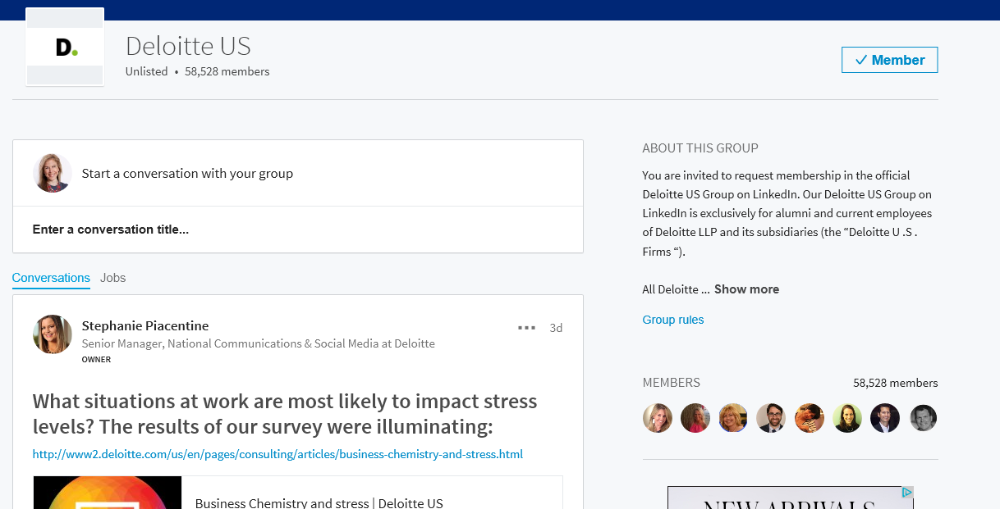 D.
Deloitte US
Unlisted • 58,528 members
✓ Member
Start a conversation with your group
Enter a conversation title...
Conversations Jobs
Stephanie Piacentine
••• 3d
Senior Manager, National Communications & Social Media at Deloitte
OWNER
What situations at work are most likely to impact stress
levels? The results of our survey were illuminating:
http://www2.deloitte.com/us/en/pages/consulting/articles/business-chemistry-and-stress.html
Business Chemistry and stress | Deloitte US
ABOUT THIS GROUP
You are invited to request membership in the official
Deloitte US Group on LinkedIn. Our Deloitte US Group on
LinkedIn is exclusively for alumni and current employees
of Deloitte LLP and its subsidiaries (the “Deloitte U .S .
Firms “).
All Deloitte ... Show more
Group rules
MEMBERS 58,528 members
NEW ARRIVALS